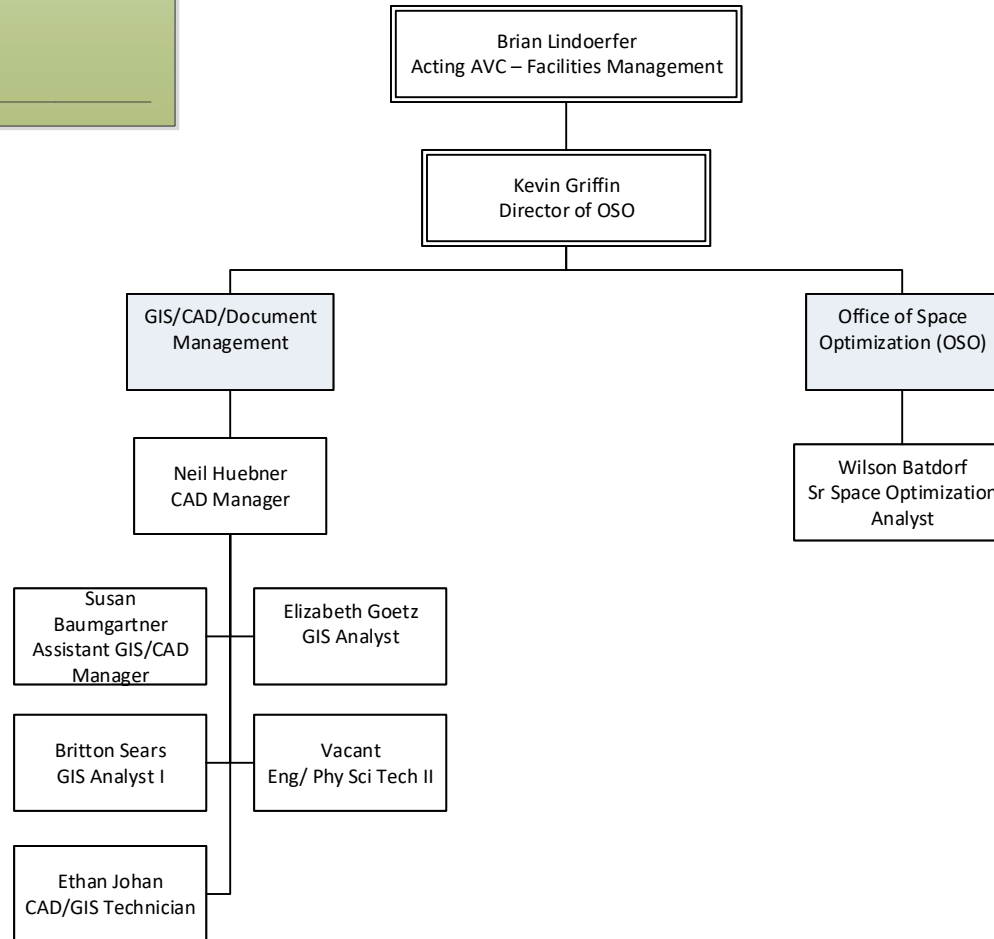 Brian Lindoerfer
Acting AVC – Facilities Management
Kevin Griffin
Director of OSO
GIS/CAD/Document
Management
Office of Space
Optimization (OSO)
Neil Huebner
CAD Manager
Wilson Batdorf
Sr Space Optimization
Analyst
Susan
Baumgartner
Assistant GIS/CAD
Manager
Elizabeth Goetz
GIS Analyst
Britton Sears
GIS Analyst I
Vacant
Eng/ Phy Sci Tech II
Ethan Johan
CAD/GIS Technician